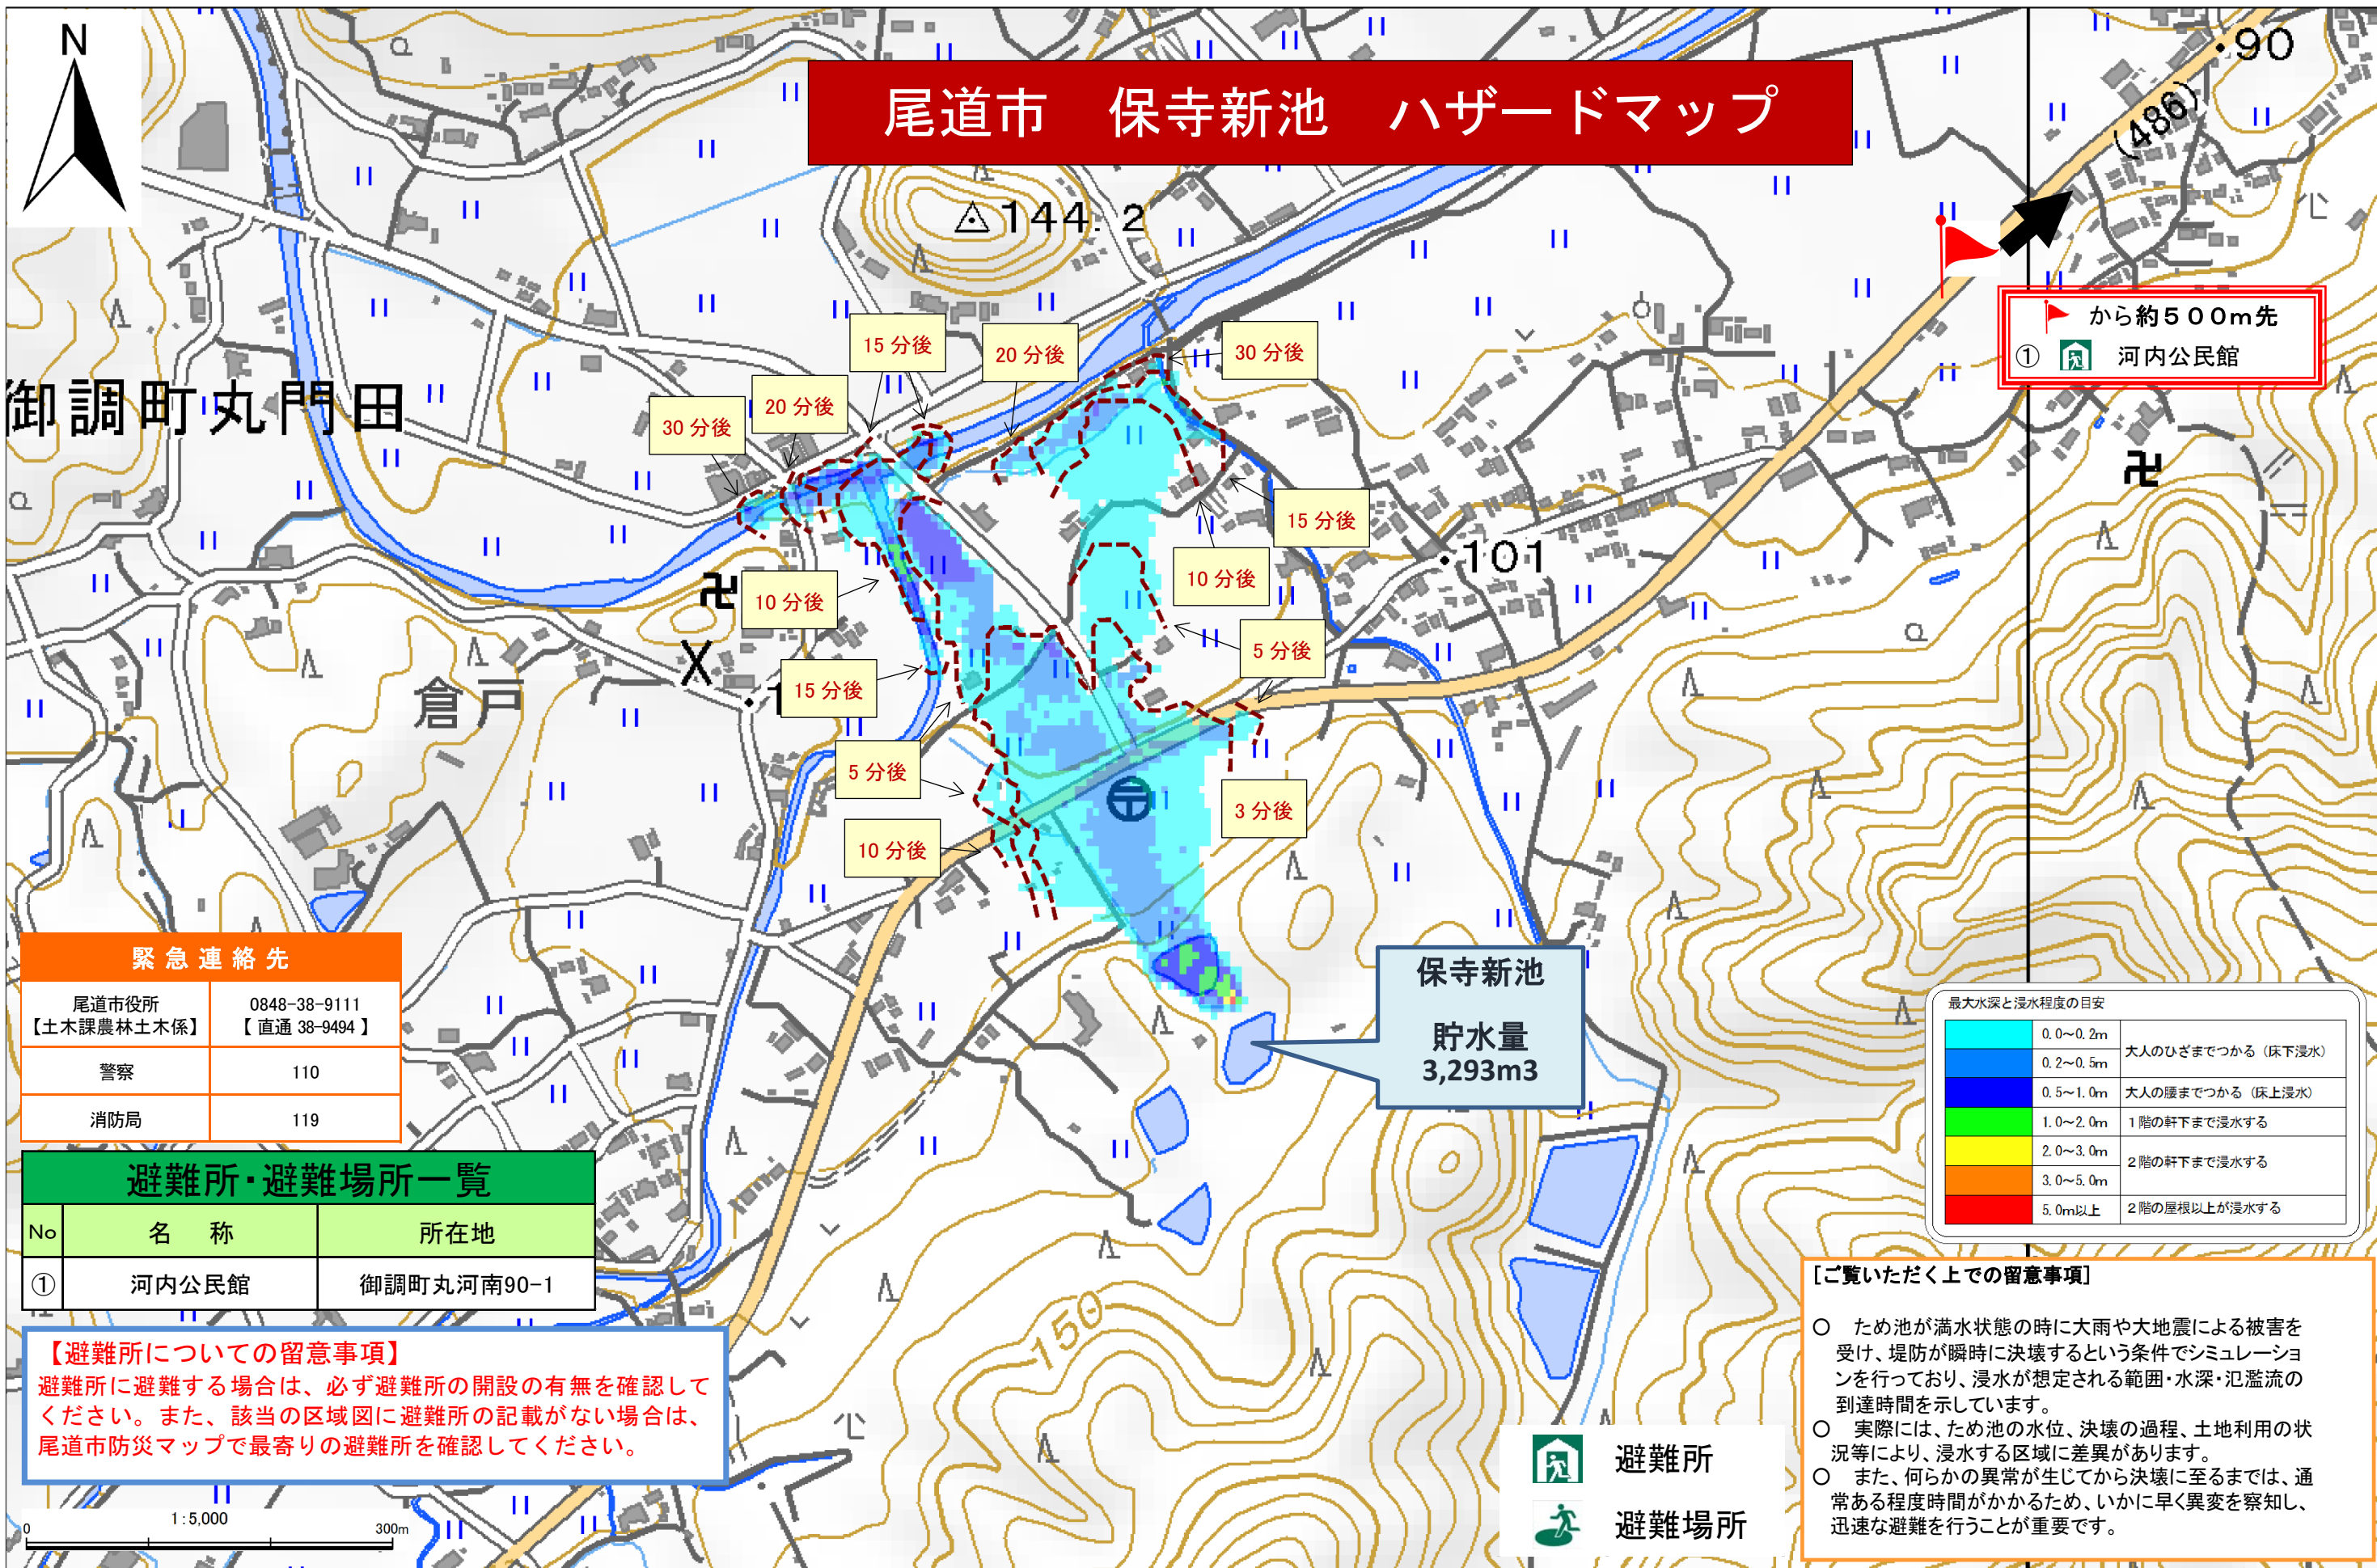 N
尾道市　保寺新池　ハザードマップ
90
(486)
144.2
から約５００m先
① 河内公民館
御調町丸門田
15 分後
20 分後
30 分後
20 分後
30 分後
15 分後
10 分後
101
10 分後
5 分後
15 分後
倉戸
5 分後
3 分後
10 分後
保寺新池
貯水量
3,293m3
緊急連絡先
尾道市役所
【土木課農林土木係】
0848-38-9111
【 直通 38-9494 】
警察 110
消防局 119
避難所・避難場所一覧
No 名　称 所在地
① 河内公民館 御調町丸河南90-1
【避難所についての留意事項】
避難所に避難する場合は、必ず避難所の開設の有無を確認して
ください。また、該当の区域図に避難所の記載がない場合は、
尾道市防災マップで最寄りの避難所を確認してください。
1:5,000
0 300m
150
最大水深と浸水程度の目安
0.0～0.2m
大人のひざまでつかる（床下浸水）
0.2～0.5m
0.5～1.0m 大人の腰までつかる（床上浸水）
1.0～2.0m 1階の軒下まで浸水する
2.0～3.0m
2階の軒下まで浸水する
3.0～5.0m
5.0m以上 2階の屋根以上が浸水する
避難所
避難場所
[ご覧いただく上での留意事項]
○　ため池が満水状態の時に大雨や大地震による被害を
受け、堤防が瞬時に決壊するという条件でシミュレーショ
ンを行っており、浸水が想定される範囲・水深・氾濫流の
到達時間を示しています。
○　実際には、ため池の水位、決壊の過程、土地利用の状
況等により、浸水する区域に差異があります。
○　また、何らかの異常が生じてから決壊に至るまでは、通
常ある程度時間がかかるため、いかに早く異変を察知し、
迅速な避難を行うことが重要です。